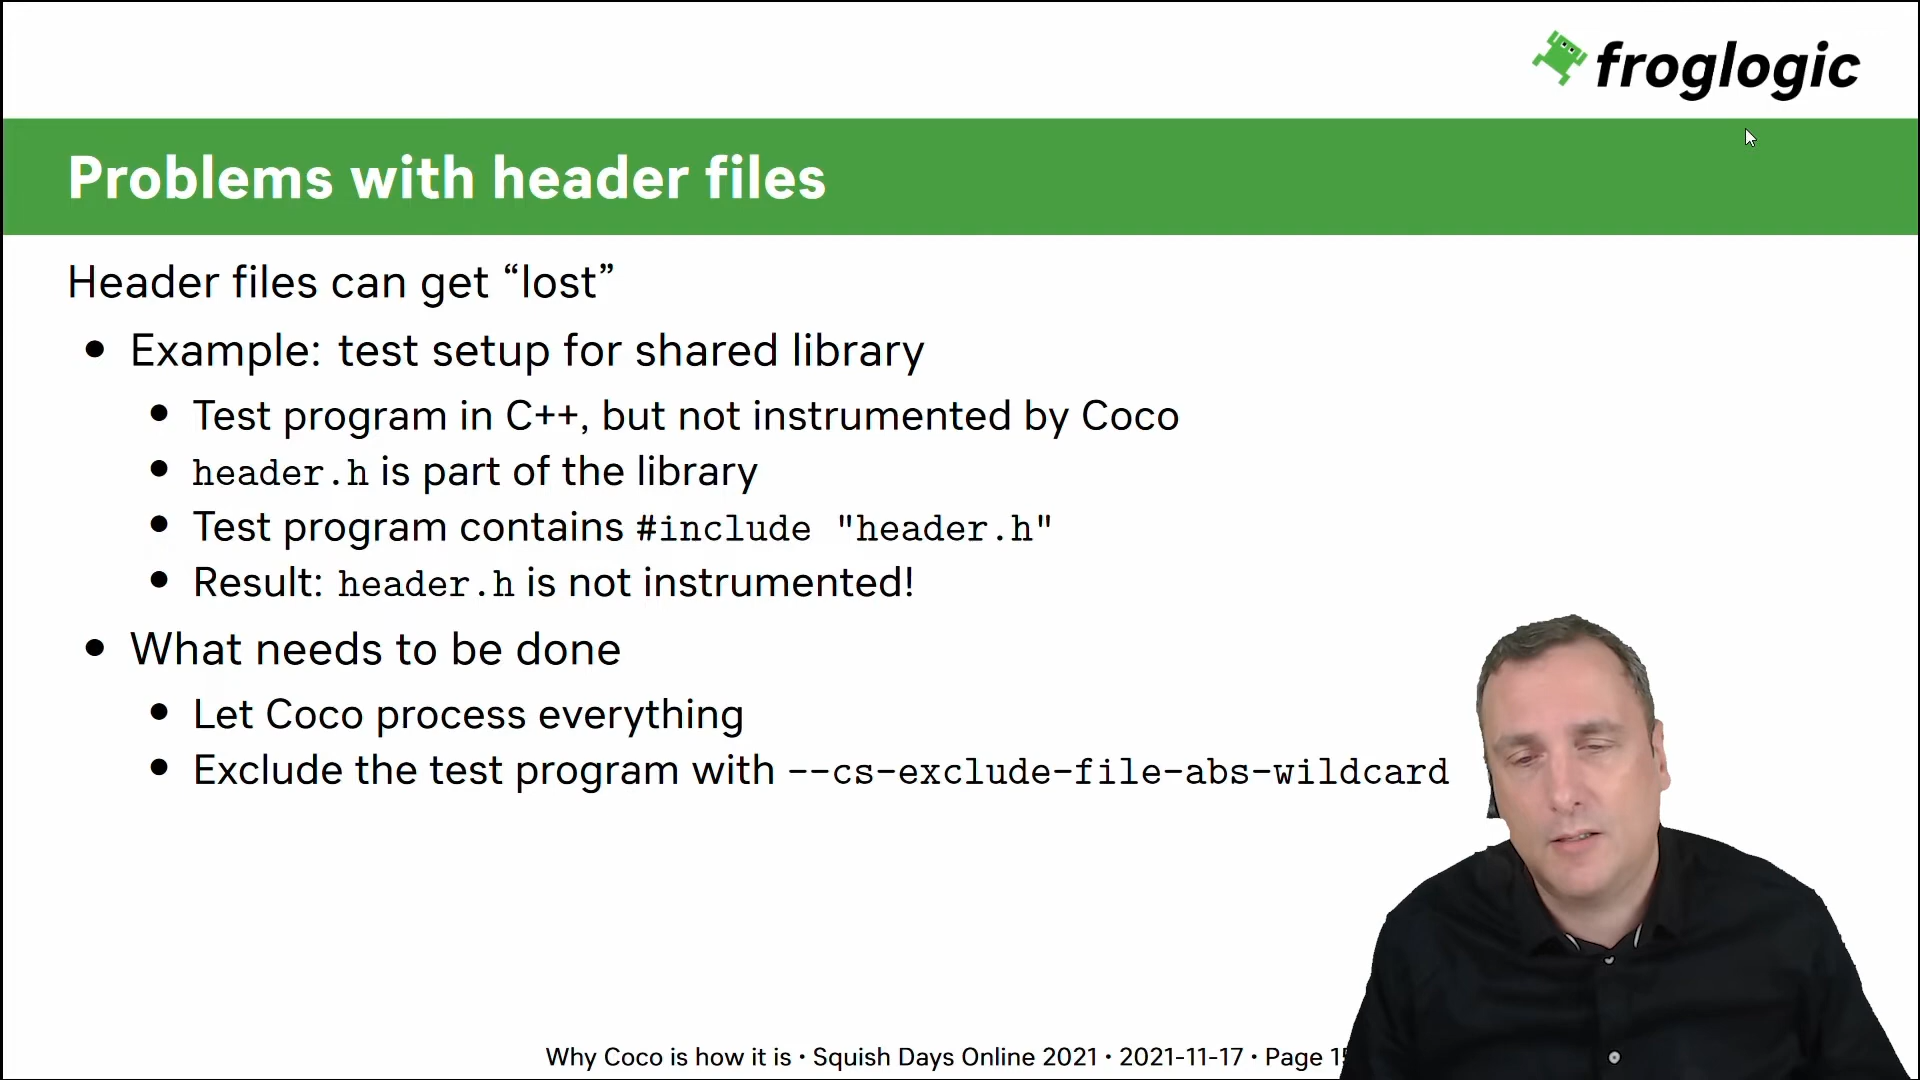 froglogic
Problems with header files
Header files can get “lost”
• Example: test setup for shared library
• Test program in C++, but not instrumented by Coco
• header.h is part of the library
• Test program contains #include "header.h"
• Result: header.h is not instrumented!
• What needs to be done
• Let Coco process everything
• Exclude the test program with --cs-exclude-file-abs-wildcard
Why Coco is how it is • Squish Days Online 2021 • 2021-11-17 • Page